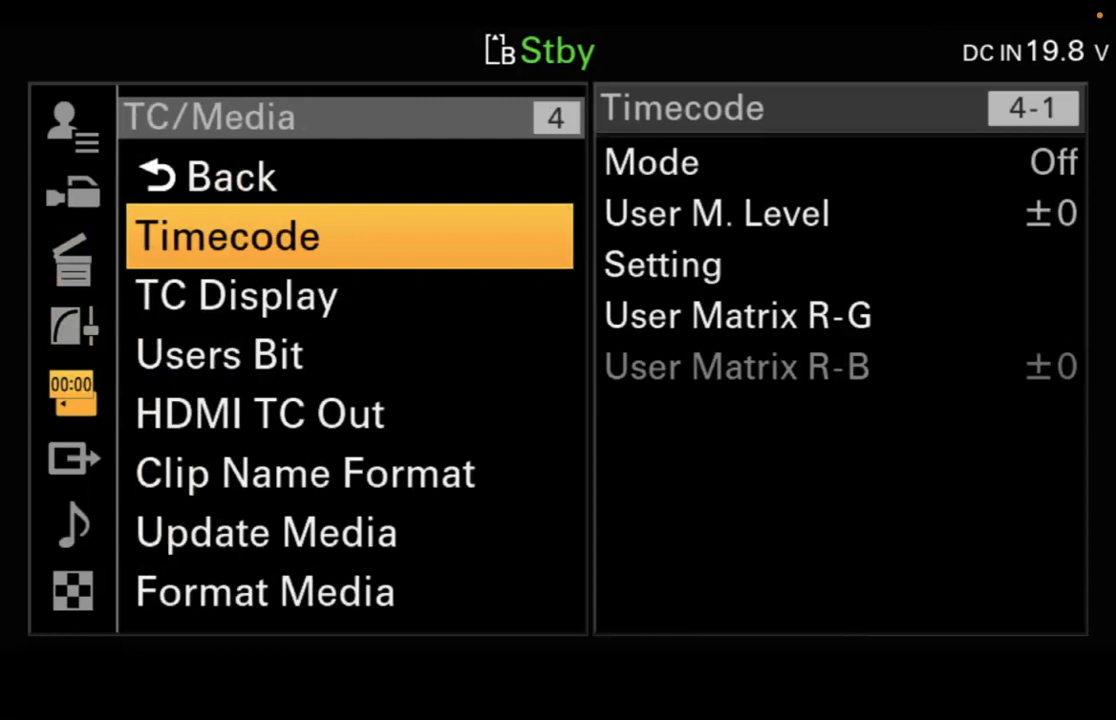 B Stby
DC IN 19.8 V
TC/Media 4
Back
Timecode
TC Display
Users Bit
HDMI TC Out
Clip Name Format
Update Media
Format Media
00:00
Timecode 4-1
Mode Off
User M. Level ±0
Setting
User Matrix R-G
User Matrix R-B ±0